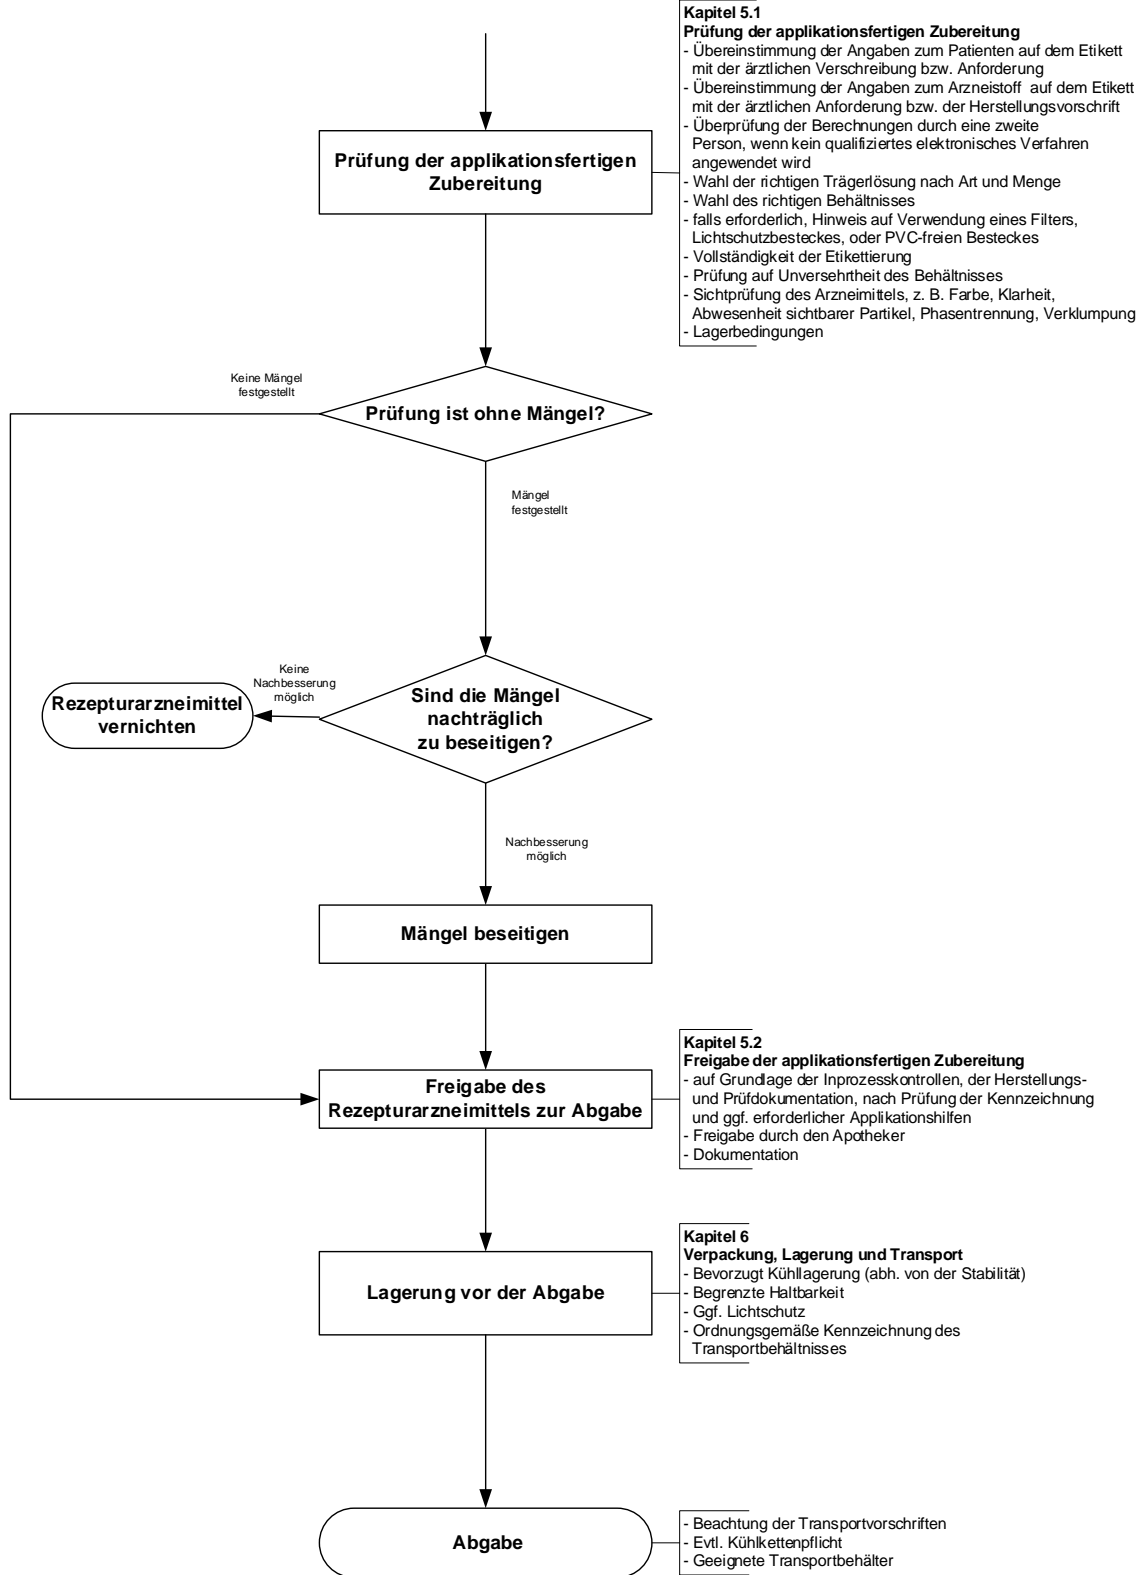 Kapitel 5.1
Prüfung der applikationsfertigen Zubereitung
- Übereinstimmung der Angaben zum Patienten auf dem Etikett
mit der ärztlichen Verschreibung bzw. Anforderung
- Übereinstimmung der Angaben zum Arzneistoff auf dem Etikett
mit der ärztlichen Anforderung bzw. der Herstellungsvorschrift
- Überprüfung der Berechnungen durch eine zweite
Person, wenn kein qualifiziertes elektronisches Verfahren
angewendet wird
- Wahl der richtigen Trägerlösung nach Art und Menge
- Wahl des richtigen Behältnisses
- falls erforderlich, Hinweis auf Verwendung eines Filters,
Lichtschutzbesteckes, oder PVC-freien Besteckes
- Vollständigkeit der Etikettierung
- Prüfung auf Unversehrtheit des Behältnisses
- Sichtprüfung des Arzneimittels, z. B. Farbe, Klarheit,
Abwesenheit sichtbarer Partikel, Phasentrennung, Verklumpung
- Lagerbedingungen
Prüfung der applikationsfertigen
Zubereitung
Keine Mängel
festgestellt
Prüfung ist ohne Mängel?
Mängel
festgestellt
Keine
Nachbesserung
möglich
Rezepturarzneimittel
vernichten
Sind die Mängel
nachträglich
zu beseitigen?
Nachbesserung
möglich
Mängel beseitigen
Freigabe des
Rezepturarzneimittels zur Abgabe
Kapitel 5.2
Freigabe der applikationsfertigen Zubereitung
- auf Grundlage der Inprozesskontrollen, der Herstellungs-
und Prüfdokumentation, nach Prüfung der Kennzeichnung
und ggf. erforderlicher Applikationshilfen
- Freigabe durch den Apotheker
- Dokumentation
Lagerung vor der Abgabe
Kapitel 6
Verpackung, Lagerung und Transport
- Bevorzugt Kühllagerung (abh. von der Stabilität)
- Begrenzte Haltbarkeit
- Ggf. Lichtschutz
- Ordnungsgemäße Kennzeichnung des
Transportbehältnisses
Abgabe
- Beachtung der Transportvorschriften
- Evtl. Kühlkettenpflicht
- Geeignete Transportbehälter